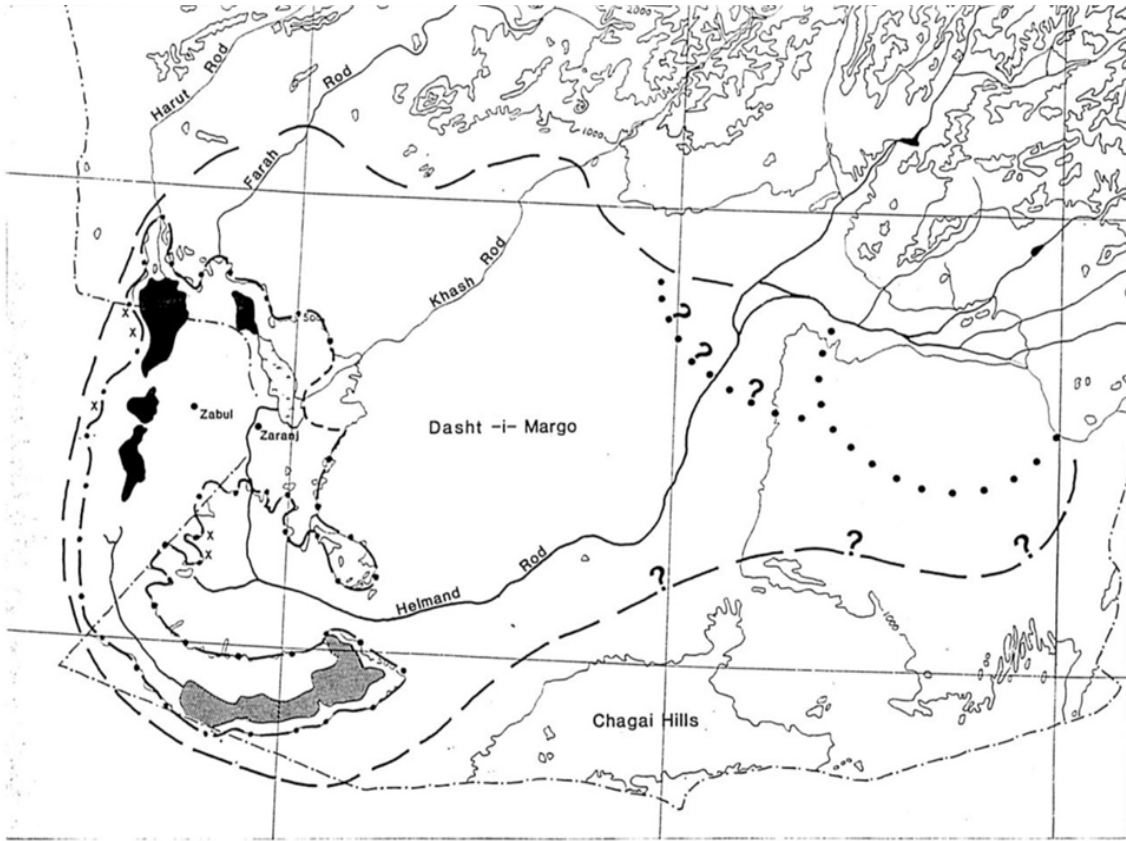 2000
Harut Rod
Farah Rod
1000
Khash Rod
500
?
?
?
x
x
x
Zabul
Zaranj
Dasht -i- Margo
x
x
?
?
?
Helmand Rod
1000
500
Chagai Hills